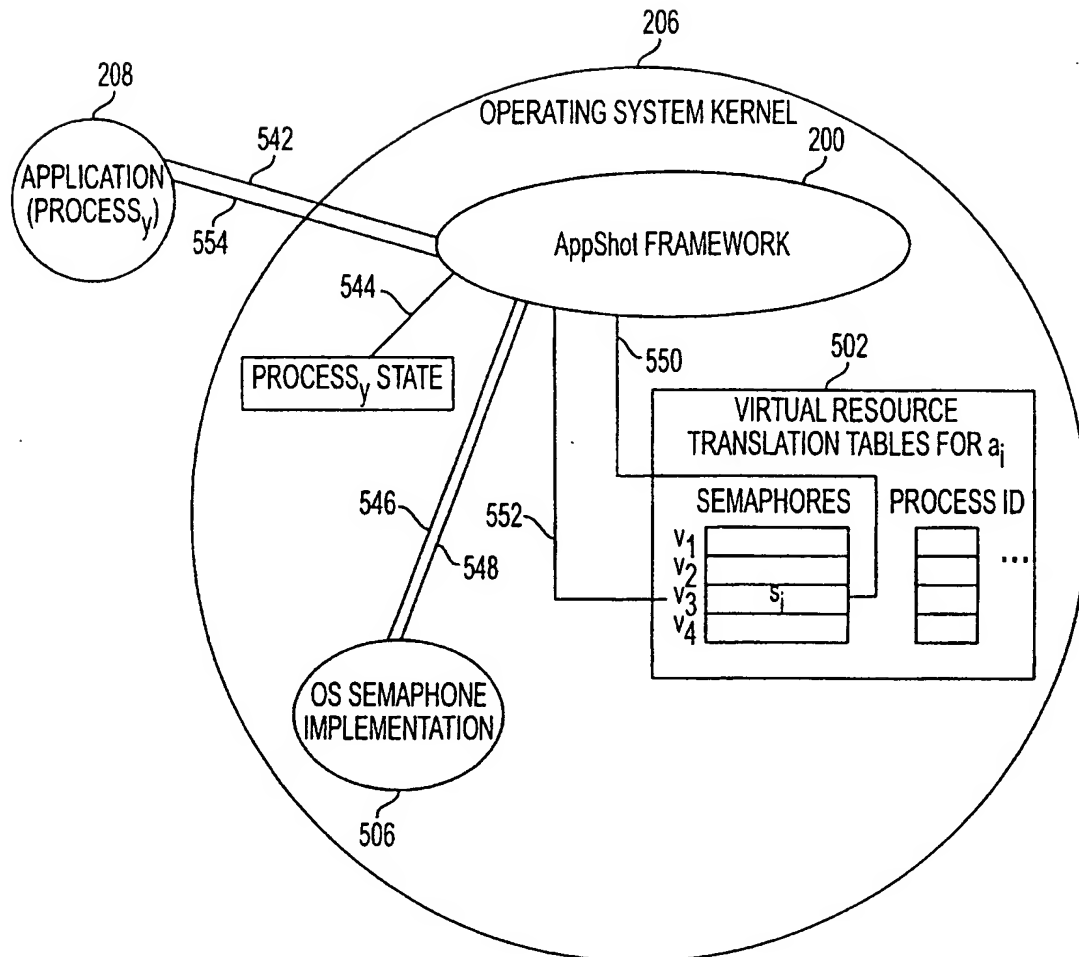 206
208
OPERATING SYSTEM KERNEL
542
200
APPLICATION
(PROCESSy)
554
AppShot FRAMEWORK
544
550
502
PROCESSy STATE
VIRTUAL RESOURCE
TRANSLATION TABLES FOR ai
546
552
SEMAPHORES
PROCESS ID
548
v1
v2
...
v3
sj
v4
OS SEMAPHONE
IMPLEMENTATION
506